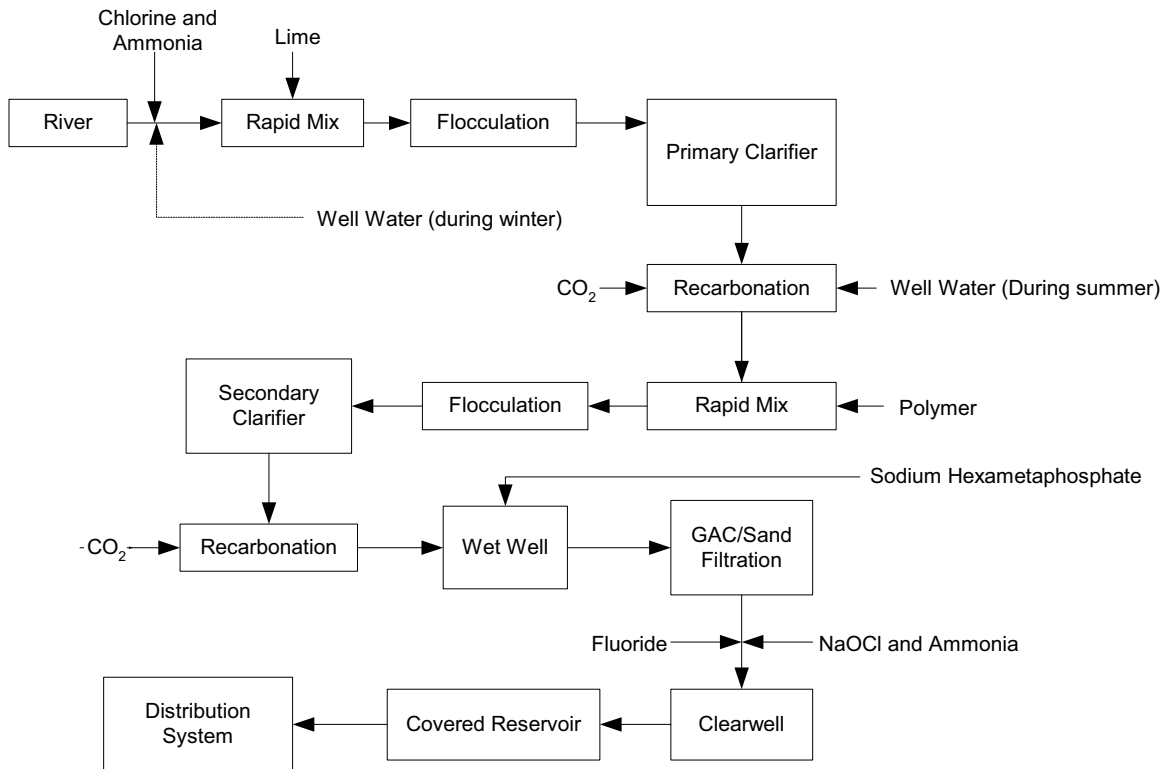 Chlorine and
Ammonia
Lime
River
Rapid Mix
Flocculation
Primary Clarifier
Well Water (during winter)
CO2
Recarbonation
Well Water (During summer)
Secondary
Clarifier
Flocculation
Rapid Mix
Polymer
Sodium Hexametaphosphate
-CO2
Recarbonation
Wet Well
GAC/Sand
Filtration
Fluoride
NaOCl and Ammonia
Distribution
System
Covered Reservoir
Clearwell